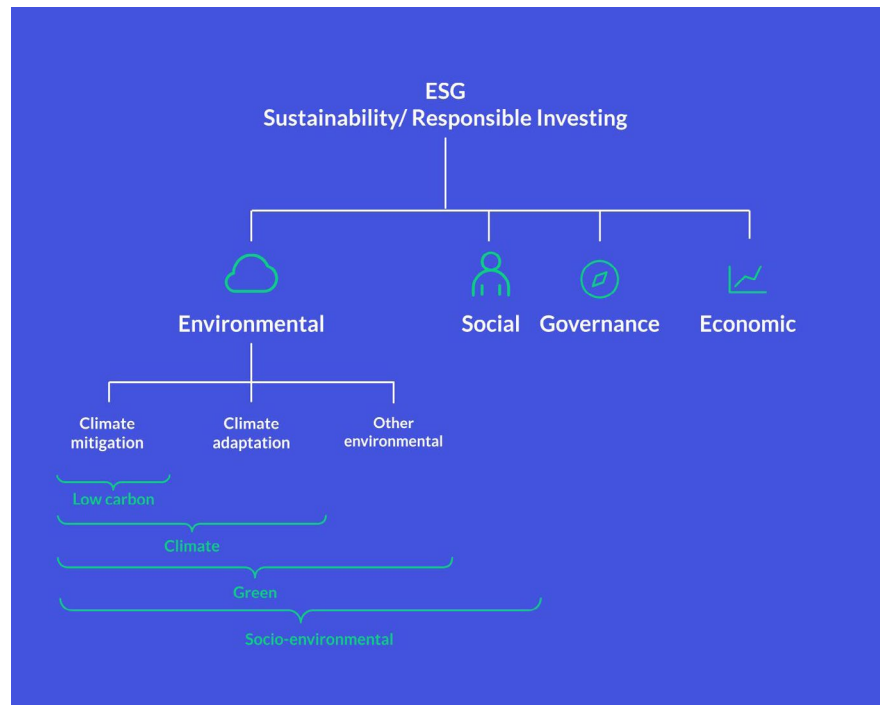 ESG
Sustainability/ Responsible Investing
Environmental
Social
Governance
Economic
Climate
mitigation
Climate
adaptation
Other
environmental
Low carbon
Climate
Green
Socio-environmental